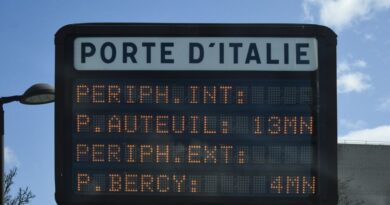 PORTE D'ITALIE
PERIPH.INT:
P.AUTEUIL: 13MN
PERIPH.EXT:
P.BERCY: 4MN